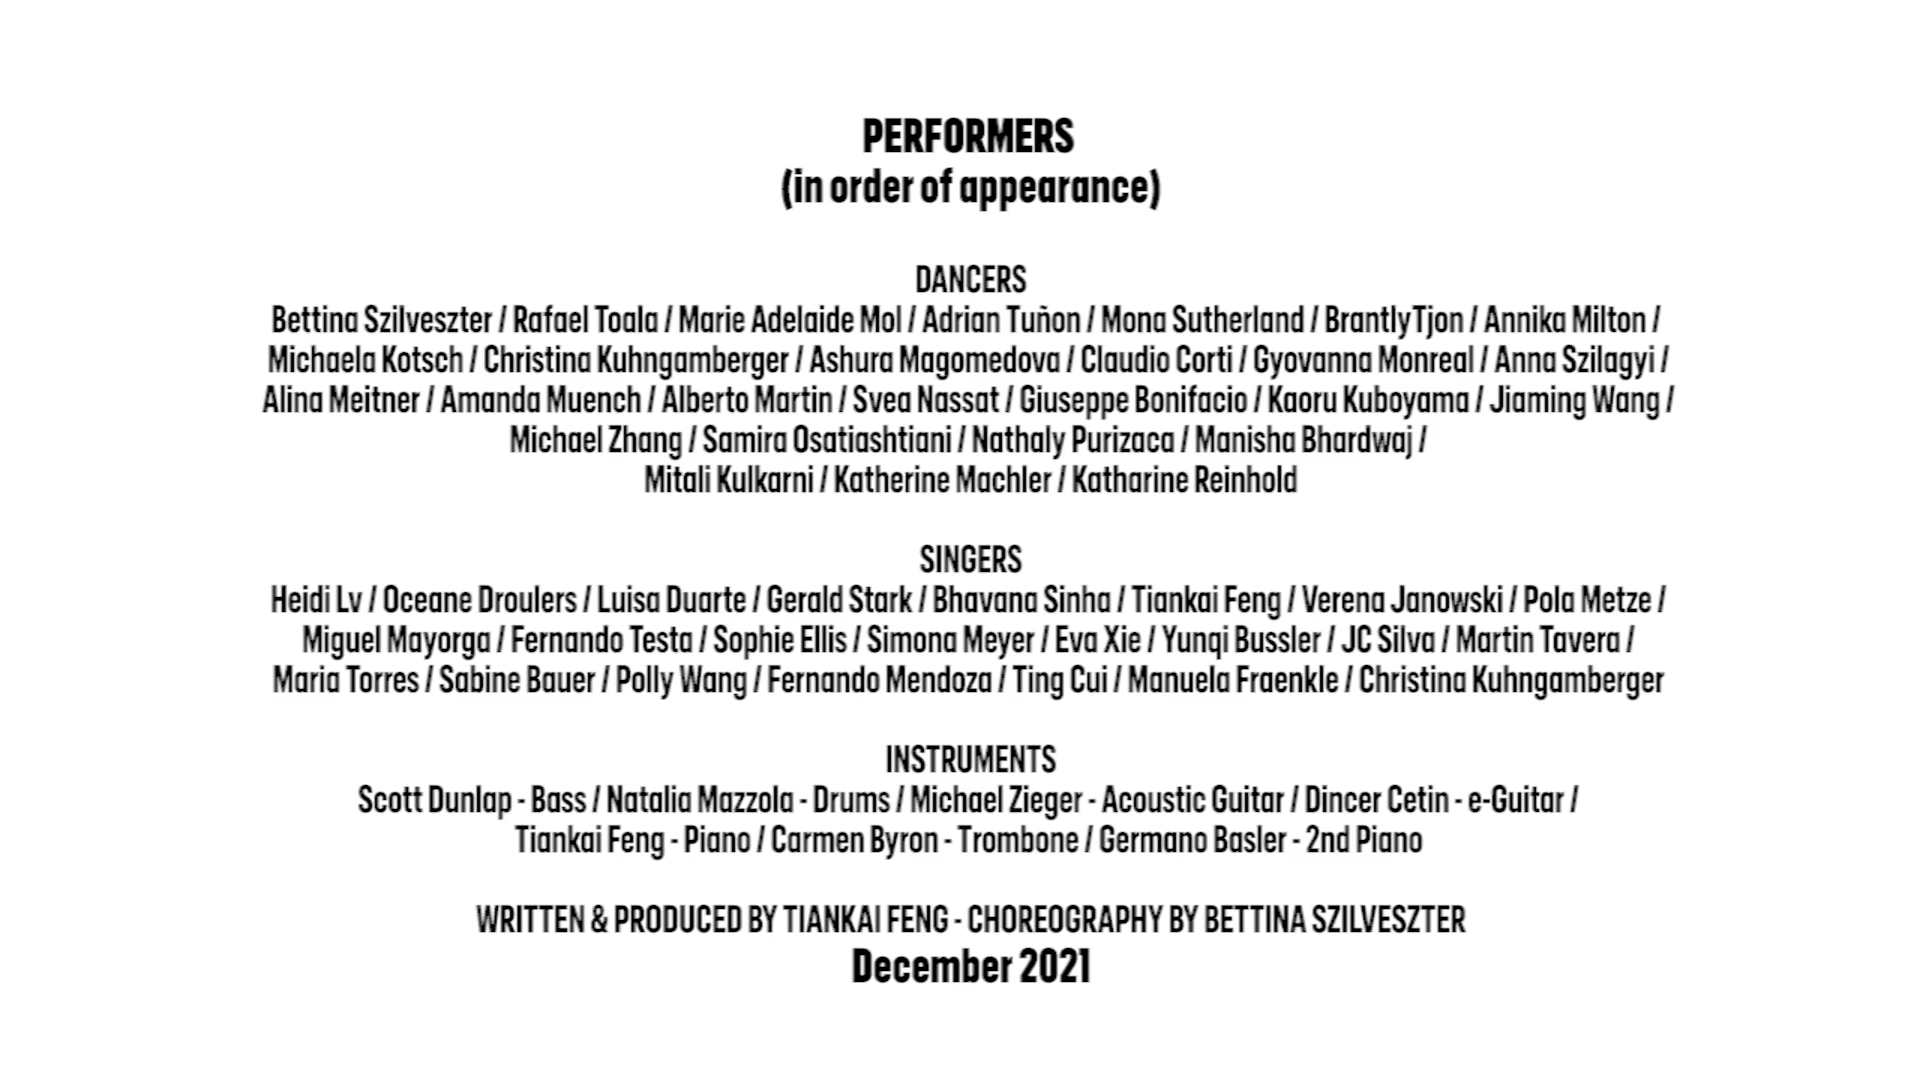 PERFORMERS
(in order of appearance)
DANCERS
Bettina Szilveszter / Rafael Toala / Marie Adelaide Mol / Adrian Tuñon / Mona Sutherland / BrantlyTjon / Annika Milton /
Michaela Kotsch / Christina Kuhngamberger / Ashura Magomedova / Claudio Corti / Gyovanna Monreal / Anna Szilagyi /
Alina Meitner / Amanda Muench / Alberto Martin / Svea Nassat / Giuseppe Bonifacio / Kaoru Kuboyama / Jiaming Wang /
Michael Zhang / Samira Osatiashtiani / Nathaly Purizaca / Manisha Bhardwaj /
Mitali Kulkarni / Katherine Machler / Katharine Reinhold
SINGERS
Heidi Lv / Oceane Droulers / Luisa Duarte / Gerald Stark / Bhavana Sinha / Tiankai Feng / Verena Janowski / Pola Metze /
Miguel Mayorga / Fernando Testa / Sophie Ellis / Simona Meyer / Eva Xie / Yunqi Bussler / JC Silva / Martin Tavera /
Maria Torres / Sabine Bauer / Polly Wang / Fernando Mendoza / Ting Cui / Manuela Fraenkle / Christina Kuhngamberger
INSTRUMENTS
Scott Dunlap - Bass / Natalia Mazzola - Drums / Michael Zieger - Acoustic Guitar / Dincer Cetin - e-Guitar /
Tiankai Feng - Piano / Carmen Byron - Trombone / Germano Basler - 2nd Piano
WRITTEN & PRODUCED BY TIANKAI FENG - CHOREOGRAPHY BY BETTINA SZILVESZTER
December 2021